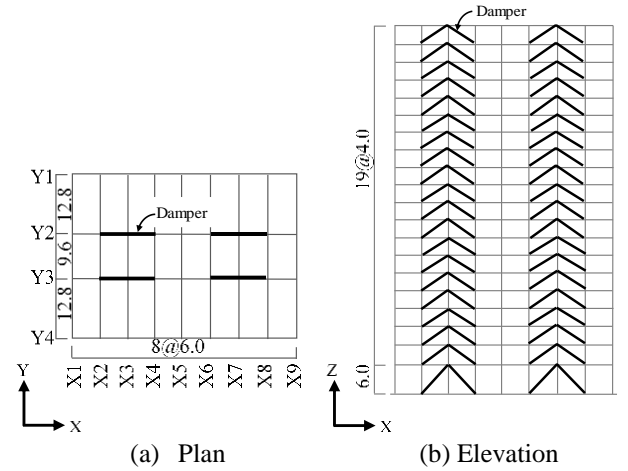 Y1
12.8
Damper
Y2
9.6
Y3
12.8
Y4
8@6.0
X1 X2 X3 X4 X5 X6 X7 X8 X9
Y
X
(a) Plan
Damper
19@4.0
6.0
Z
X
(b) Elevation